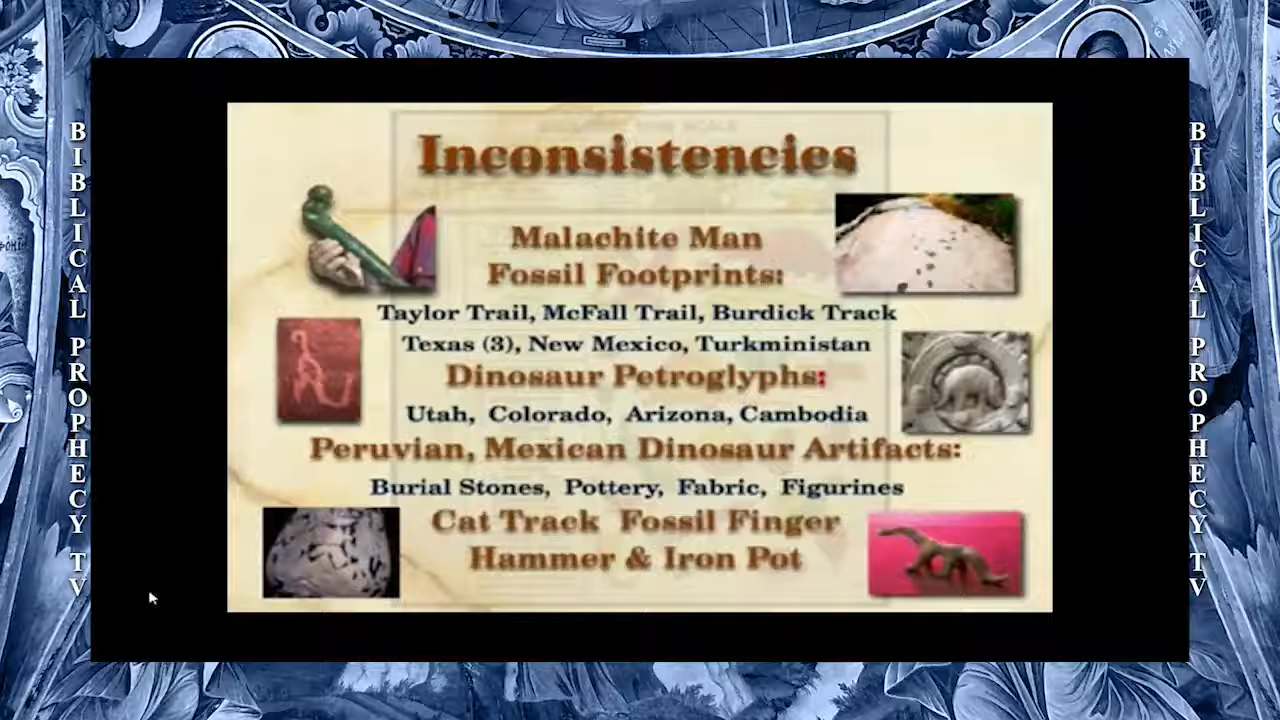 BIBLICAL PROPHECY TV
Inconsistencies
Malachite Man
Fossil Footprints:
Taylor Trail, McFall Trail, Burdick Track
Texas (3), New Mexico, Turkministan
Dinosaur Petroglyphs:
Utah, Colorado, Arizona, Cambodia
Peruvian, Mexican Dinosaur Artifacts:
Burial Stones, Pottery, Fabric, Figurines
Cat Track Fossil Finger
Hammer & Iron Pot
BIBLICAL PROPHECY TV